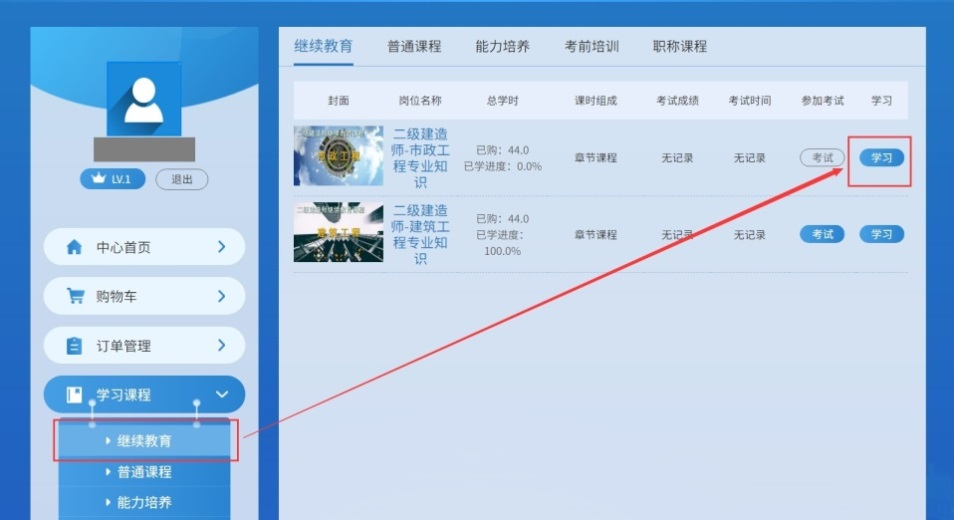 继续教育 普通课程 能力培养 考前培训 职称课程
封面 岗位名称 总学时 课时组成 考试成绩 考试时间 参加考试 学习
市政工程
二级建造
师-市政工
程专业知
识
已购：44.0
已学进度：0.0%
章节课程 无记录 无记录 考试 学习
建筑工程
二级建造
师-建筑工
程专业知
识
已购：44.0
已学进度：
100.0%
章节课程 无记录 无记录 考试 学习
LV.1 退出
中心首页
购物车
订单管理
学习课程
继续教育
普通课程
能力培养